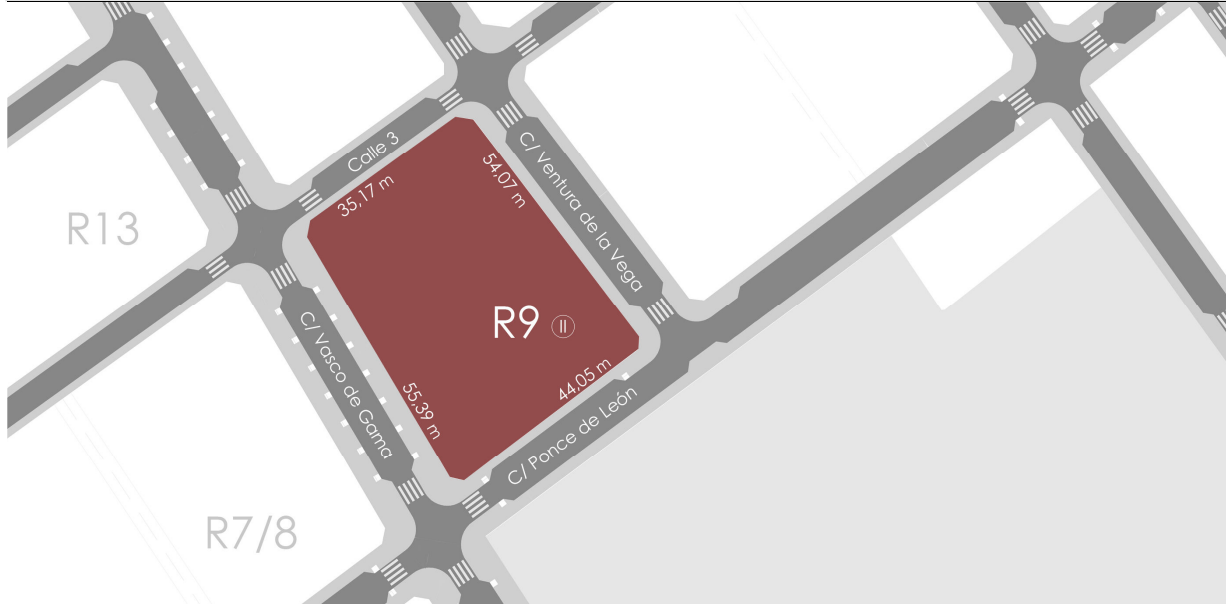 Calle 3
35,17 m
54,07 m
C/ Ventura de la Vega
R13
R9 II
C/ Vasco de Gama
55,39 m
44,05 m
C/ Ponce de León
R7/8